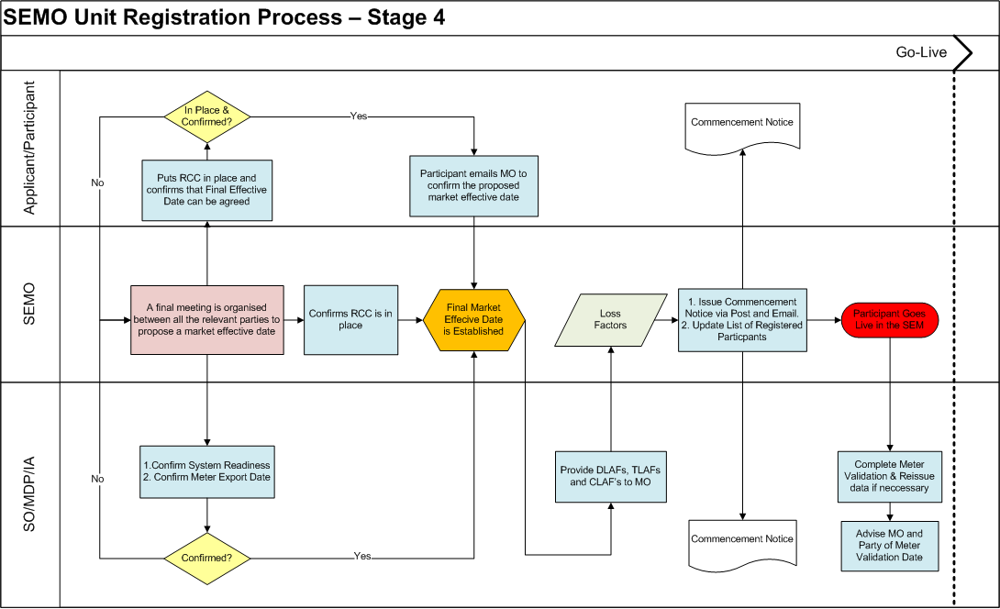 SEMO Unit Registration Process – Stage 4
Go-Live
Applicant/Participant
In Place &
Confirmed?
Yes
No
Puts RCC in place and
confirms that Final Effective
Date can be agreed
Participant emails MO to
confirm the proposed
market effective date
Commencement Notice
SEMO
A final meeting is organised
between all the relevant parties to
propose a market effective date
Confirms RCC is in
place
Final Market
Effecive Date
is Established
Loss
Factors
1. Issue Commencement
Notice via Post and Email.
2. Update List of Registered
Particpants
Participant Goes
Live in the SEM
SO/MDP/IA
No
1.Confirm System Readiness
2. Confirm Meter Export Date
Confirmed?
Yes
Provide DLAFs, TLAFs
and CLAF's to MO
Commencement Notice
Complete Meter
Validation & Reissue
data if neccessary
Advise MO and
Party of Meter
Validation Date